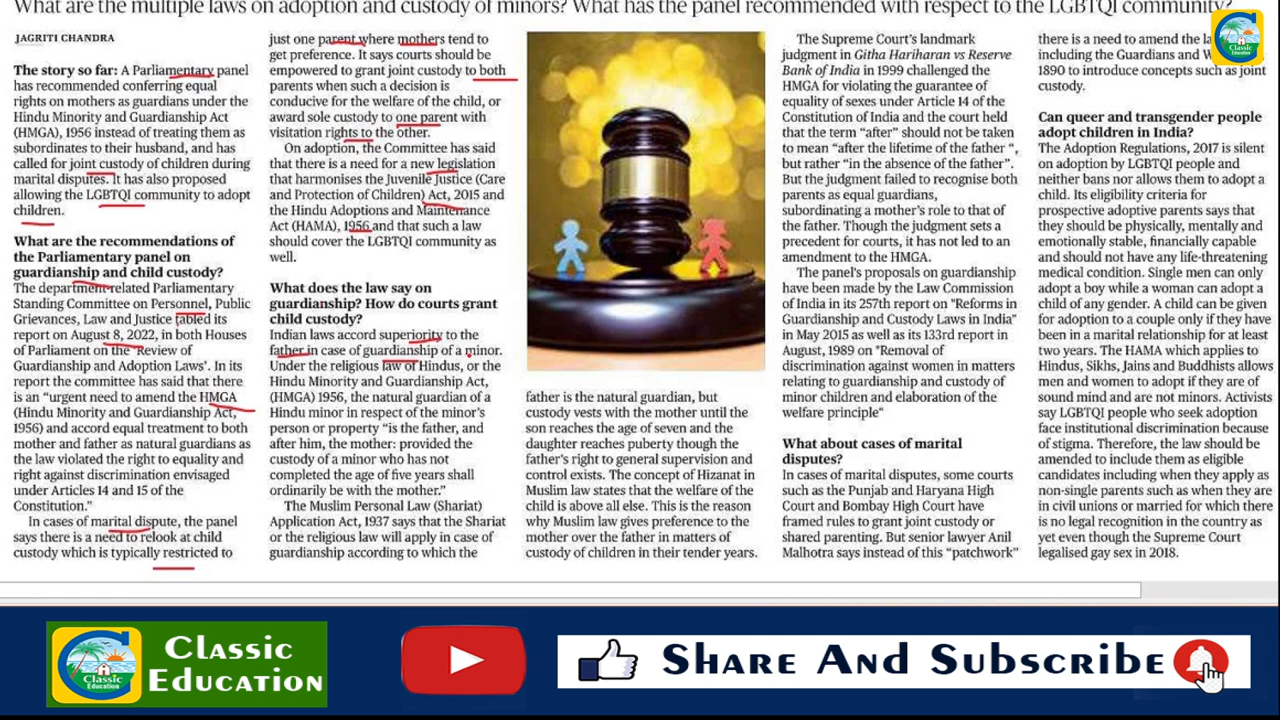 What are the multiple laws on adoption and custody of minors? What has the panel recommended with respect to the LGBTQI community?
JAGRITI CHANDRA
The story so far: A Parliamentary panel
has recommended conferring equal
rights on mothers as guardians under the
Hindu Minority and Guardianship Act
(HMGA), 1956 instead of treating them as
subordinates to their husband, and has
called for joint custody of children during
marital disputes. It has also proposed
allowing the LGBTQI community to adopt
children.
What are the recommendations of
the Parliamentary panel on
guardianship and child custody?
The department-related Parliamentary
Standing Committee on Personnel, Public
Grievances, Law and Justice tabled its
report on August 8, 2022, in both Houses
of Parliament on the 'Review of
Guardianship and Adoption Laws'. In its
report the committee has said that there
is an "urgent need to amend the HMGA
(Hindu Minority and Guardianship Act,
1956) and accord equal treatment to both
mother and father as natural guardians as
the law violated the right to equality and
right against discrimination envisaged
under Articles 14 and 15 of the
Constitution."
In cases of marital dispute, the panel
says there is a need to relook at child
custody which is typically restricted to
just one parent where mothers tend to
get preference. It says courts should be
empowered to grant joint custody to both
parents when such a decision is
conducive for the welfare of the child, or
award sole custody to one parent with
visitation rights to the other.
On adoption, the Committee has said
that there is a need for a new legislation
that harmonises the Juvenile Justice (Care
and Protection of Children) Act, 2015 and
the Hindu Adoptions and Maintenance
Act (HAMA), 1956 and that such a law
should cover the LGBTQI community as
well.
What does the law say on
guardianship? How do courts grant
child custody?
Indian laws accord superiority to the
father in case of guardianship of a minor.
Under the religious law of Hindus, or the
Hindu Minority and Guardianship Act,
(HMGA) 1956, the natural guardian of a
Hindu minor in respect of the minor's
person or property "is the father, and
after him, the mother: provided the
custody of a minor who has not
completed the age of five years shall
ordinarily be with the mother."
The Muslim Personal Law (Shariat)
Application Act, 1937 says that the Shariat
or the religious law will apply in case of
guardianship according to which the
father is the natural guardian, but
custody vests with the mother until the
son reaches the age of seven and the
daughter reaches puberty though the
father's right to general supervision and
control exists. The concept of Hizanat in
Muslim law states that the welfare of the
child is above all else. This is the reason
why Muslim law gives preference to the
mother over the father in matters of
custody of children in their tender years.
The Supreme Court's landmark
judgment in Githa Hariharan vs Reserve
Bank of India in 1999 challenged the
HMGA for violating the guarantee of
equality of sexes under Article 14 of the
Constitution of India and the court held
that the term "after" should not be taken
to mean "after the lifetime of the father ",
but rather "in the absence of the father".
But the judgment failed to recognise both
parents as equal guardians,
subordinating a mother's role to that of
the father. Though the judgment sets a
precedent for courts, it has not led to an
amendment to the HMGA.
The panel's proposals on guardianship
have been made by the Law Commission
of India in its 257th report on "Reforms in
Guardianship and Custody Laws in India"
in May 2015 as well as its 133rd report in
August, 1989 on "Removal of
discrimination against women in matters
relating to guardianship and custody of
minor children and elaboration of the
welfare principle"
What about cases of marital
disputes?
In cases of marital disputes, some courts
such as the Punjab and Haryana High
Court and Bombay High Court have
framed rules to grant joint custody or
shared parenting. But senior lawyer Anil
Malhotra says instead of this "patchwork"
there is a need to amend the
including the Guardians and
1890 to introduce concepts such as joint
custody.
Can queer and transgender people
adopt children in India?
The Adoption Regulations, 2017 is silent
on adoption by LGBTQI people and
neither bans nor allows them to adopt a
child. Its eligibility criteria for
prospective adoptive parents says that
they should be physically, mentally and
emotionally stable, financially capable
and should not have any life-threatening
medical condition. Single men can only
adopt a boy while a woman can adopt a
child of any gender. A child can be given
for adoption to a couple only if they have
been in a marital relationship for at least
two years. The HAMA which applies to
Hindus, Sikhs, Jains and Buddhists allows
men and women to adopt if they are of
sound mind and are not minors. Activists
say LGBTQI people who seek adoption
face institutional discrimination because
of stigma. Therefore, the law should be
amended to include them as eligible
candidates including when they apply as
non-single parents such as when they are
in civil unions or married for which there
is no legal recognition in the country as
yet even though the Supreme Court
legalised gay sex in 2018.
Classic
Education
Classic
Education
Classic
Education
Share And Subscribe